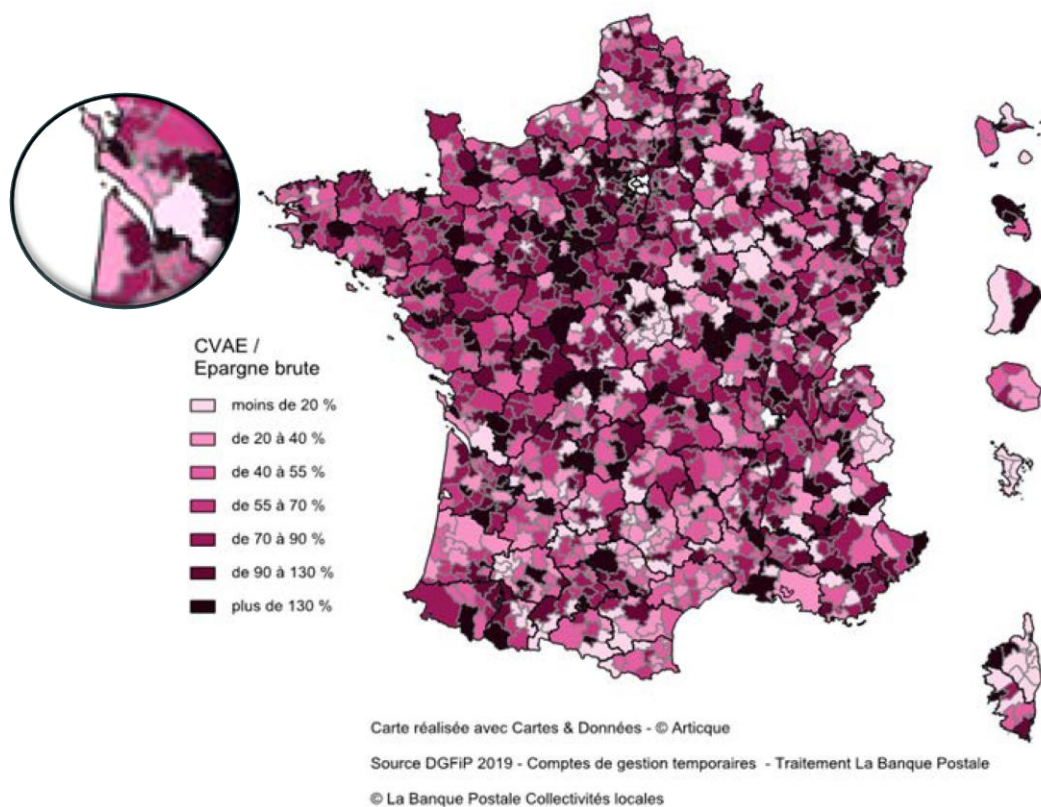 CVAE /
Epargne brute
moins de 20 %
de 20 à 40 %
de 40 à 55 %
de 55 à 70 %
de 70 à 90 %
de 90 à 130 %
plus de 130 %
Carte réalisée avec Cartes & Données - © Articque
Source DGFiP 2019 - Comptes de gestion temporaires - Traitement La Banque Postale
© La Banque Postale Collectivités locales